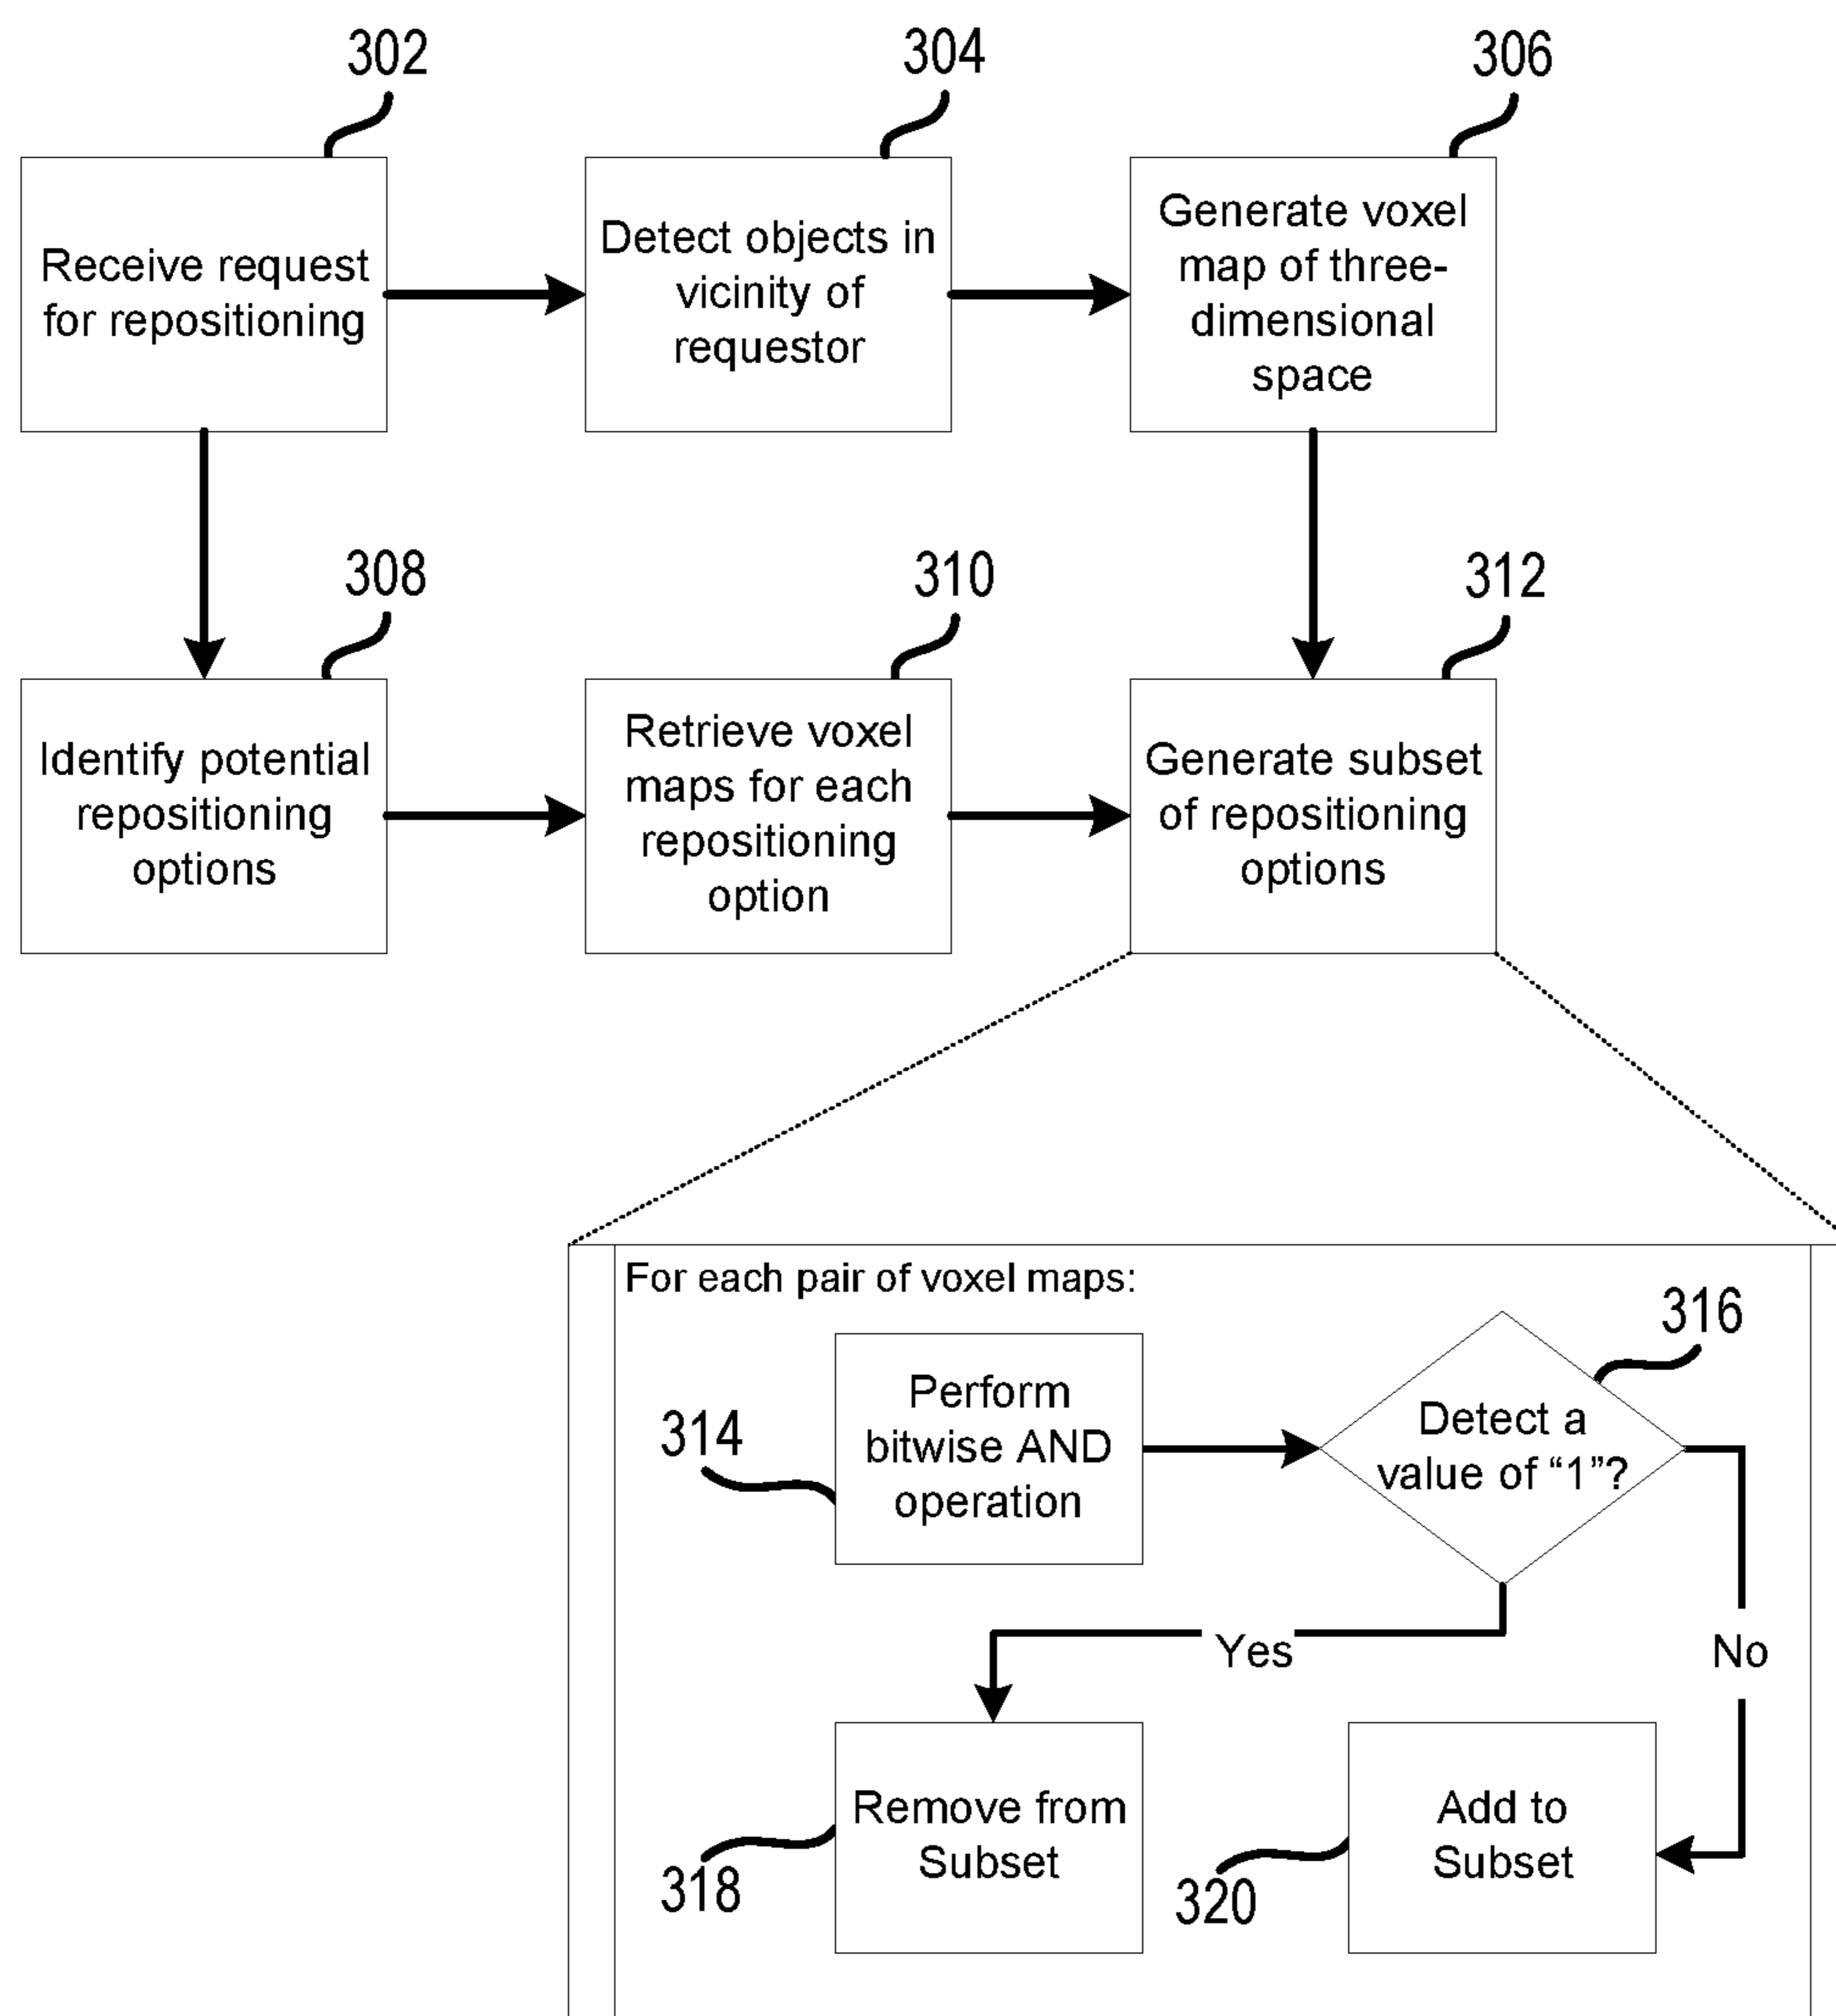 302
304
306
Receive request
for repositioning
Detect objects in
vicinity of
requestor
Generate voxel
map of three-
dimensional
space
308
310
312
Identify potential
repositioning
options
Retrieve voxel
maps for each
repositioning
option
Generate subset
of repositioning
options
For each pair of voxel maps:
314
Perform
bitwise AND
operation
316
Detect a
value of “1”?
Yes
No
318
Remove from
Subset
320
Add to
Subset